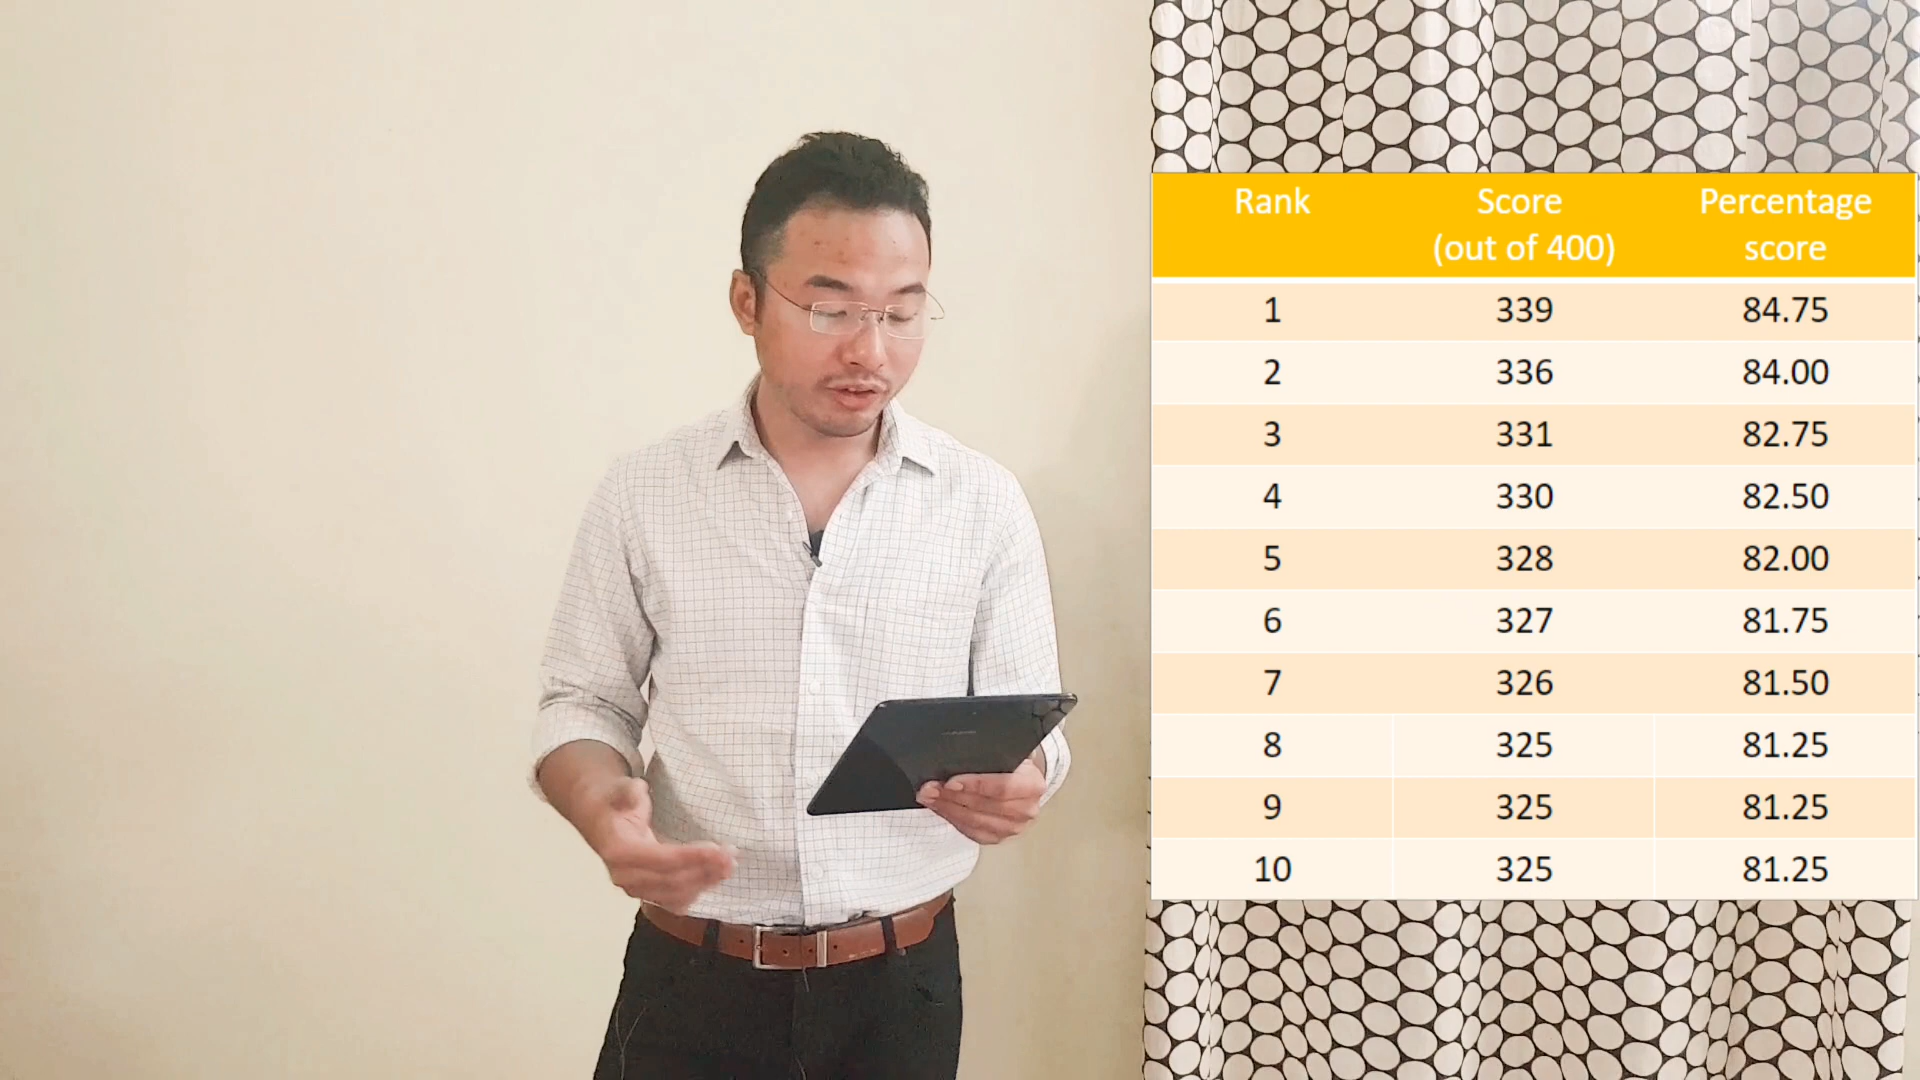 Rank Score Percentage
(out of 400) score
1 339 84.75
2 336 84.00
3 331 82.75
4 330 82.50
5 328 82.00
6 327 81.75
7 326 81.50
8 325 81.25
9 325 81.25
10 325 81.25